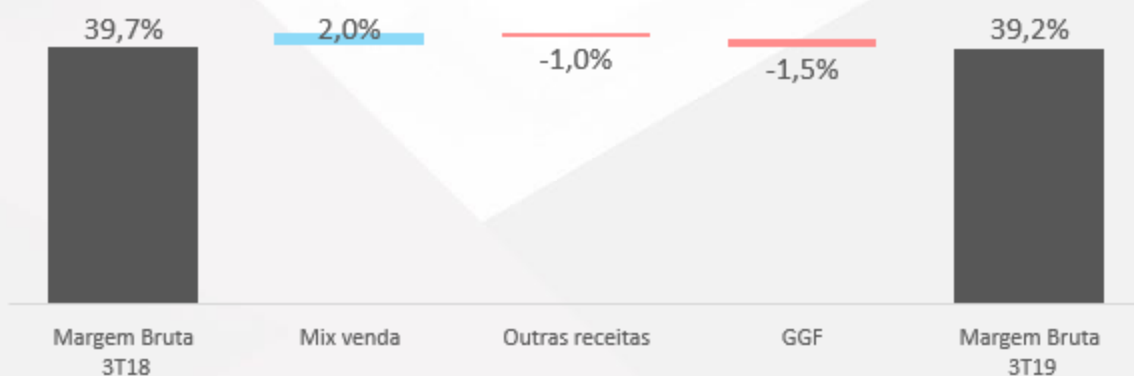 39,7%
2,0%
-1,0%
-1,5%
39,2%
Margem Bruta
3T18
Mix venda
Outras receitas
GGF
Margem Bruta
3T19